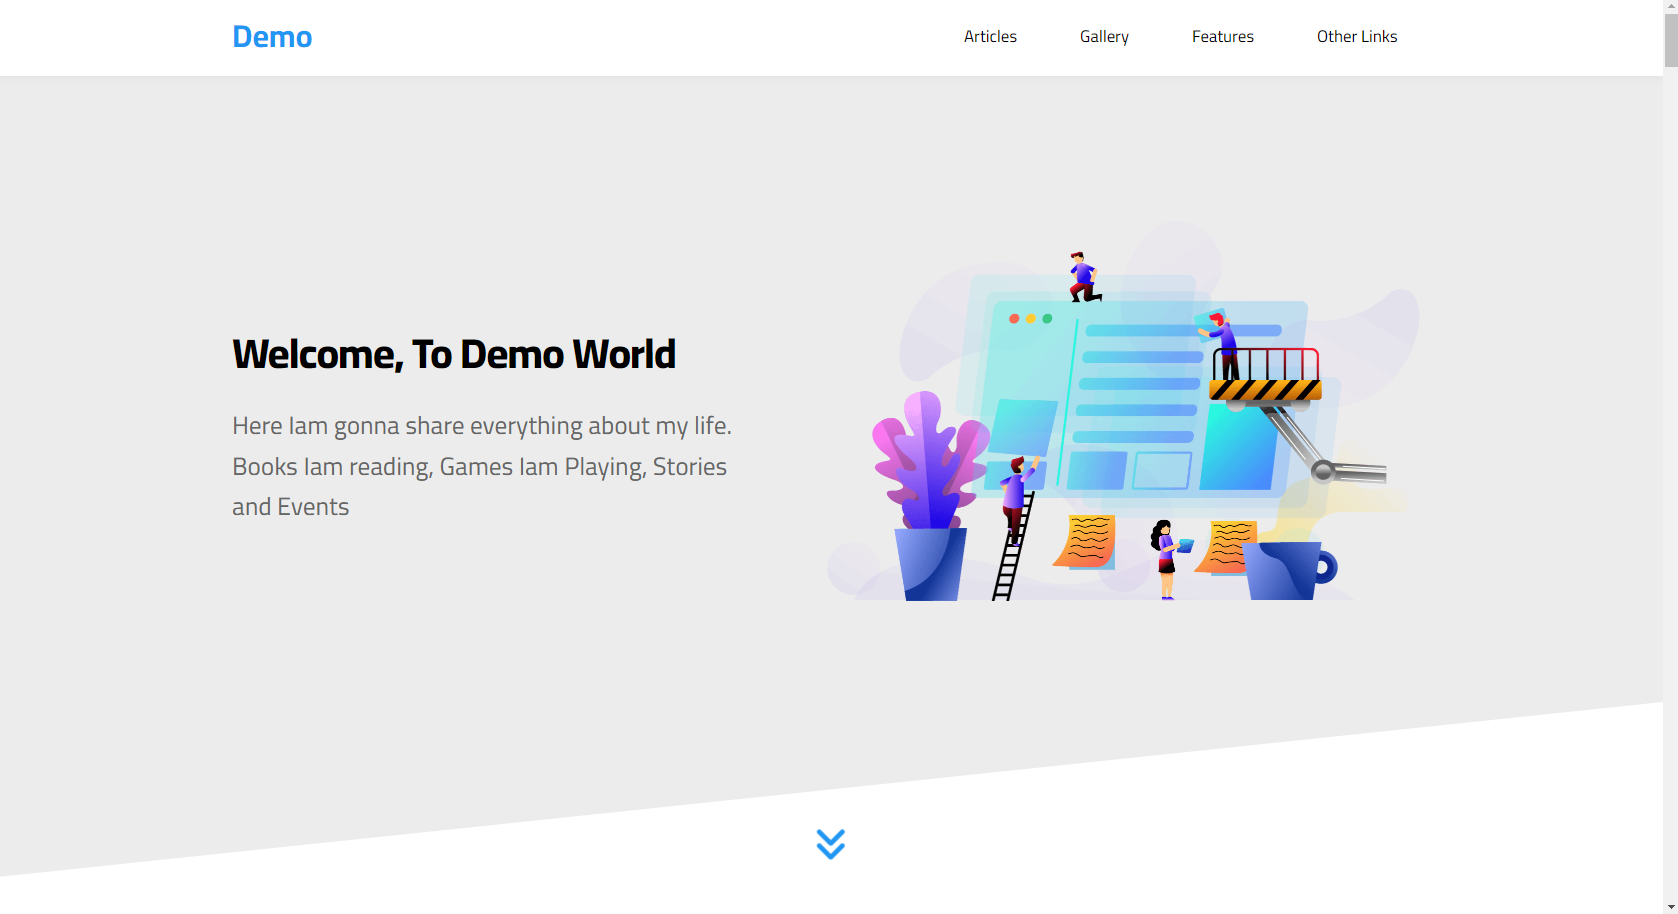 Demo
Articles
Gallery
Features
Other Links
Welcome, To Demo World
Here Iam gonna share everything about my life.
Books Iam reading, Games Iam Playing, Stories
and Events